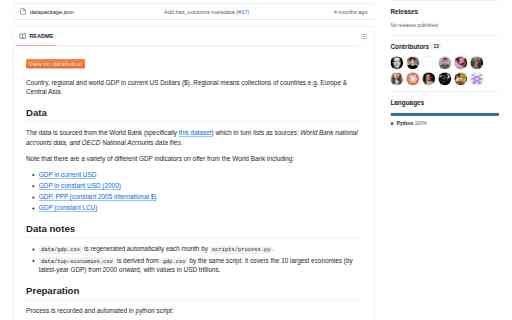 datapackage.json
Add hist_columns metadata (#17)
4 months ago
README
View on datahub.io
Country, regional and world GDP in current US Dollars ($). Regional means collections of countries e.g. Europe &
Central Asia.
Data
The data is sourced from the World Bank (specifically this dataset) which in turn lists as sources: World Bank national
accounts data, and OECD National Accounts data files.
Note that there are a variety of different GDP indicators on offer from the World Bank including:
GDP in current USD
GDP in constant USD (2000)
GDP, PPP (constant 2005 international $)
GDP (constant LCU)
Data notes
data/gdp.csv is regenerated automatically each month by scripts/process.py.
data/top-economies.csv is derived from gdp.csv by the same script. It covers the 10 largest economies (by
latest-year GDP) from 2000 onward, with values in USD trillions.
Preparation
Process is recorded and automated in python script:
Releases
No releases published
Contributors 12
Languages
Python 100%